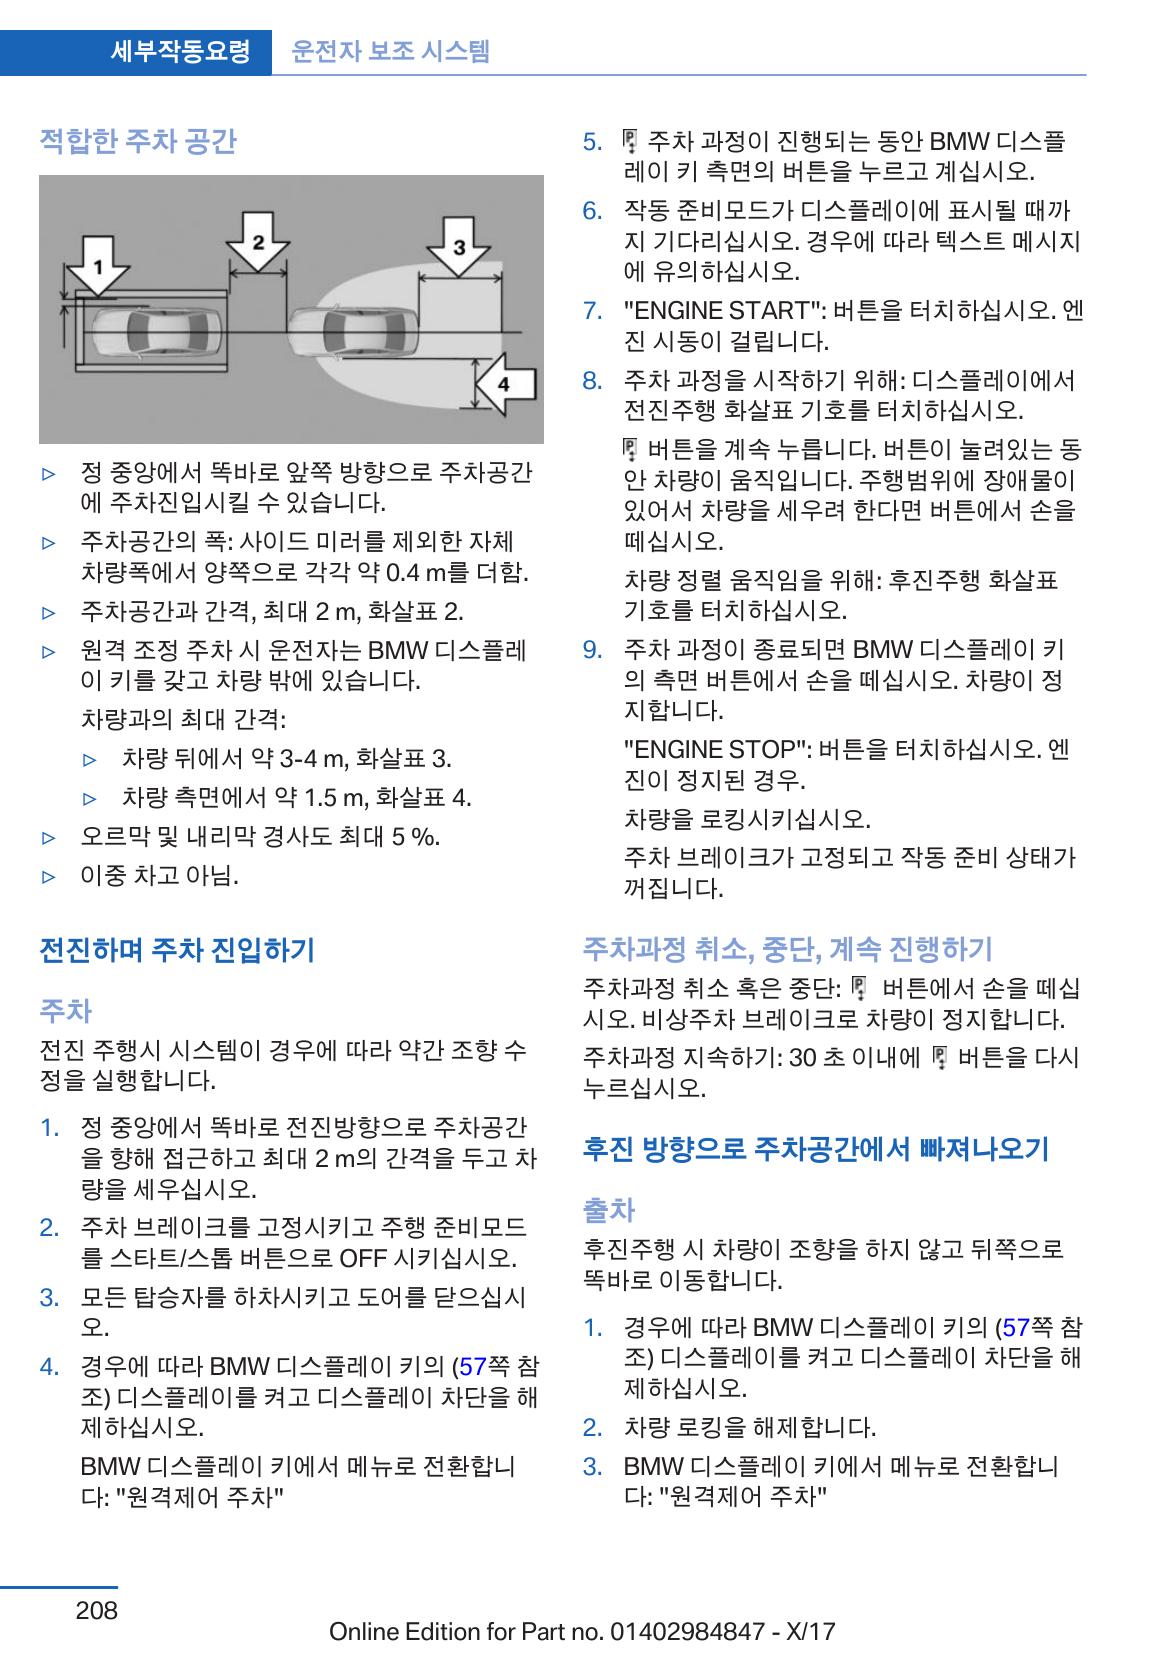 세부작동요령 운전자 보조 시스템
적합한 주차 공간
1
2
3
4
▷ 정 중앙에서 똑바로 앞쪽 방향으로 주차공간
에 주차진입시킬 수 있습니다.
▷ 주차공간의 폭: 사이드 미러를 제외한 자체
차량폭에서 양쪽으로 각각 약 0.4 m를 더함.
▷ 주차공간과 간격, 최대 2 m, 화살표 2.
▷ 원격 조정 주차 시 운전자는 BMW 디스플레
이 키를 갖고 차량 밖에 있습니다.
차량과의 최대 간격:
▷ 차량 뒤에서 약 3-4 m, 화살표 3.
▷ 차량 측면에서 약 1.5 m, 화살표 4.
▷ 오르막 및 내리막 경사도 최대 5 %.
▷ 이중 차고 아님.
전진하며 주차 진입하기
주차
전진 주행시 시스템이 경우에 따라 약간 조향 수
정을 실행합니다.
1. 정 중앙에서 똑바로 전진방향으로 주차공간
을 향해 접근하고 최대 2 m의 간격을 두고 차
량을 세우십시오.
2. 주차 브레이크를 고정시키고 주행 준비모드
를 스타트/스톱 버튼으로 OFF 시키십시오.
3. 모든 탑승자를 하차시키고 도어를 닫으십시
오.
4. 경우에 따라 BMW 디스플레이 키의 (57쪽 참
조) 디스플레이를 켜고 디스플레이 차단을 해
제하십시오.
BMW 디스플레이 키에서 메뉴로 전환합니
다: "원격제어 주차"
5. P 주차 과정이 진행되는 동안 BMW 디스플
레이 키 측면의 버튼을 누르고 계십시오.
6. 작동 준비모드가 디스플레이에 표시될 때까
지 기다리십시오. 경우에 따라 텍스트 메시지
에 유의하십시오.
7. "ENGINE START": 버튼을 터치하십시오. 엔
진 시동이 걸립니다.
8. 주차 과정을 시작하기 위해: 디스플레이에서
전진주행 화살표 기호를 터치하십시오.
P 버튼을 계속 누릅니다. 버튼이 눌려있는 동
안 차량이 움직입니다. 주행범위에 장애물이
있어서 차량을 세우려 한다면 버튼에서 손을
떼십시오.
차량 정렬 움직임을 위해: 후진주행 화살표
기호를 터치하십시오.
9. 주차 과정이 종료되면 BMW 디스플레이 키
의 측면 버튼에서 손을 떼십시오. 차량이 정
지합니다.
"ENGINE STOP": 버튼을 터치하십시오. 엔
진이 정지된 경우.
차량을 로킹시키십시오.
주차 브레이크가 고정되고 작동 준비 상태가
꺼집니다.
주차과정 취소, 중단, 계속 진행하기
주차과정 취소 혹은 중단: P 버튼에서 손을 떼십
시오. 비상주차 브레이크로 차량이 정지합니다.
주차과정 지속하기: 30 초 이내에 P 버튼을 다시
누르십시오.
후진 방향으로 주차공간에서 빠져나오기
출차
후진주행 시 차량이 조향을 하지 않고 뒤쪽으로
똑바로 이동합니다.
1. 경우에 따라 BMW 디스플레이 키의 (57쪽 참
조) 디스플레이를 켜고 디스플레이 차단을 해
제하십시오.
2. 차량 로킹을 해제합니다.
3. BMW 디스플레이 키에서 메뉴로 전환합니
다: "원격제어 주차"
208
Online Edition for Part no. 01402984847 - X/17